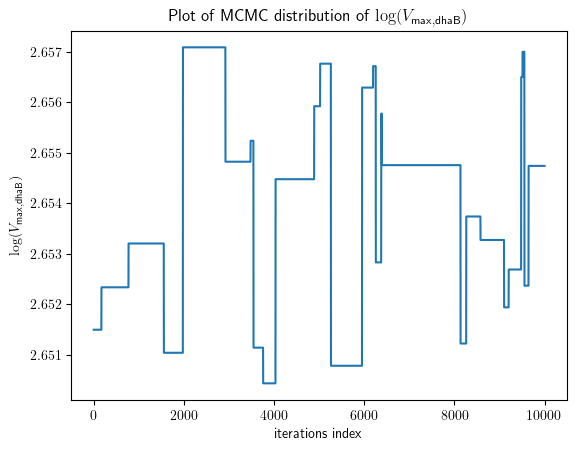 Plot of MCMC distribution of log(V_max,dhaB)
2.657
2.656
2.655
2.654
2.653
2.652
2.651
log(V_max,dhaB)
0 2000 4000 6000 8000 10000
iterations index